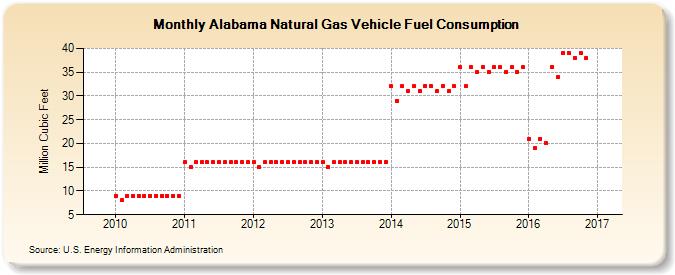 Monthly Alabama Natural Gas Vehicle Fuel Consumption
Million Cubic Feet
40
35
30
25
20
15
10
5
2010 2011 2012 2013 2014 2015 2016 2017
Source: U.S. Energy Information Administration